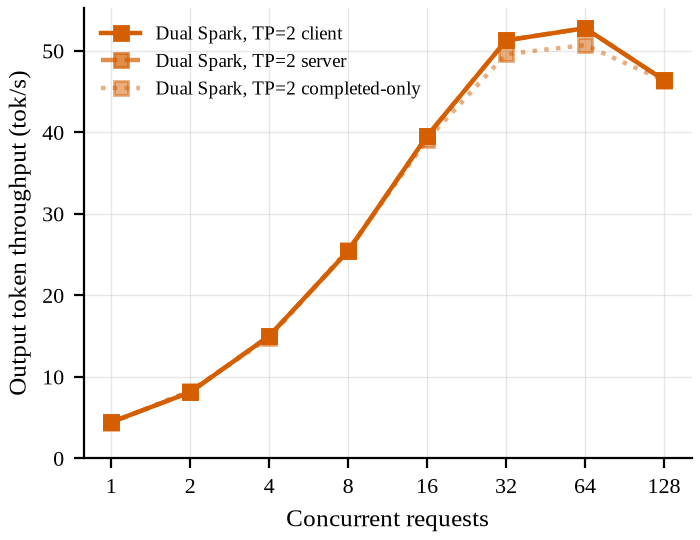 Dual Spark, TP=2 client
Dual Spark, TP=2 server
Dual Spark, TP=2 completed-only
Output token throughput (tok/s)
50
40
30
20
10
0
1 2 4 8 16 32 64 128
Concurrent requests